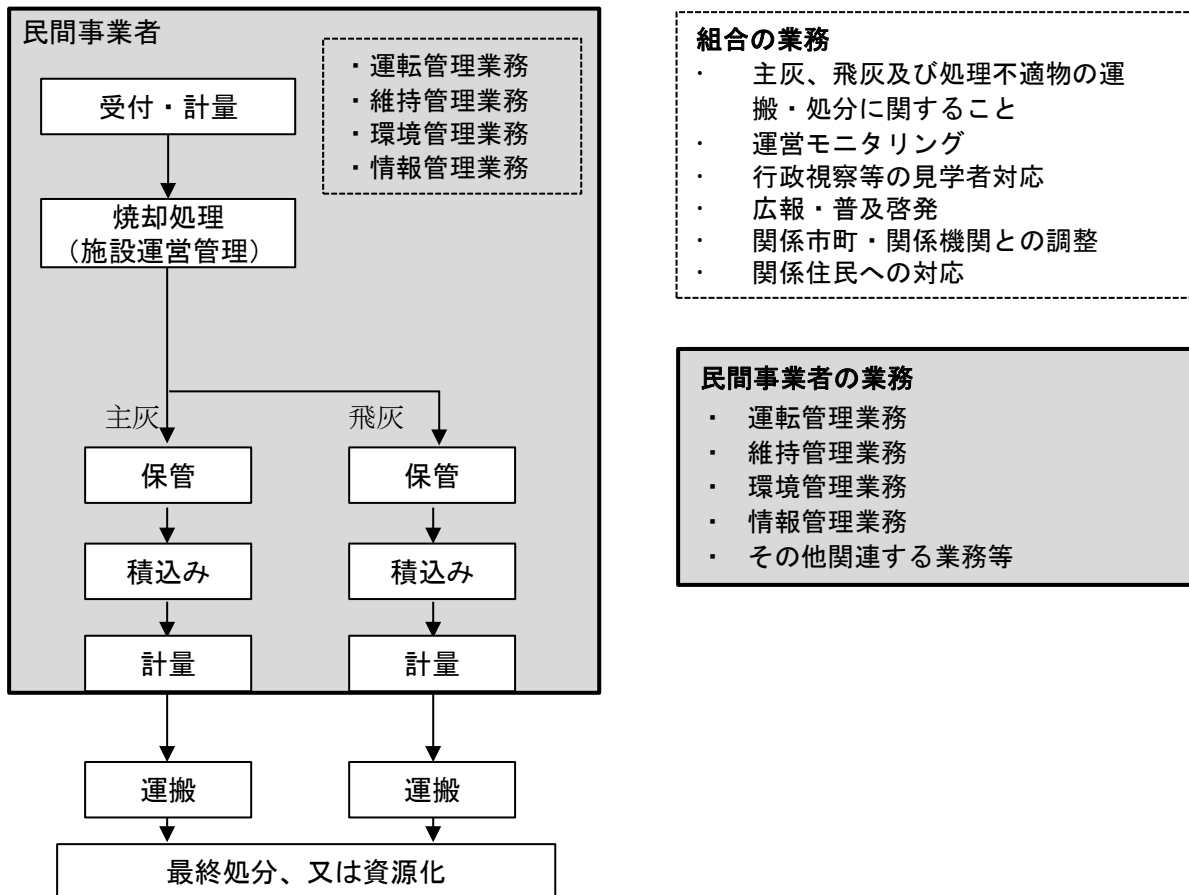 民間事業者
・運転管理業務
・維持管理業務
・環境管理業務
・情報管理業務
受付・計量
焼却処理
（施設運営管理）
主灰
飛灰
保管
保管
積込み
積込み
計量
計量
運搬
運搬
最終処分、又は資源化
組合の業務
・ 主灰、飛灰及び処理不適物の運
搬・処分に関すること
・ 運営モニタリング
・ 行政視察等の見学者対応
・ 広報・普及啓発
・ 関係市町・関係機関との調整
・ 関係住民への対応
民間事業者の業務
・ 運転管理業務
・ 維持管理業務
・ 環境管理業務
・ 情報管理業務
・ その他関連する業務等